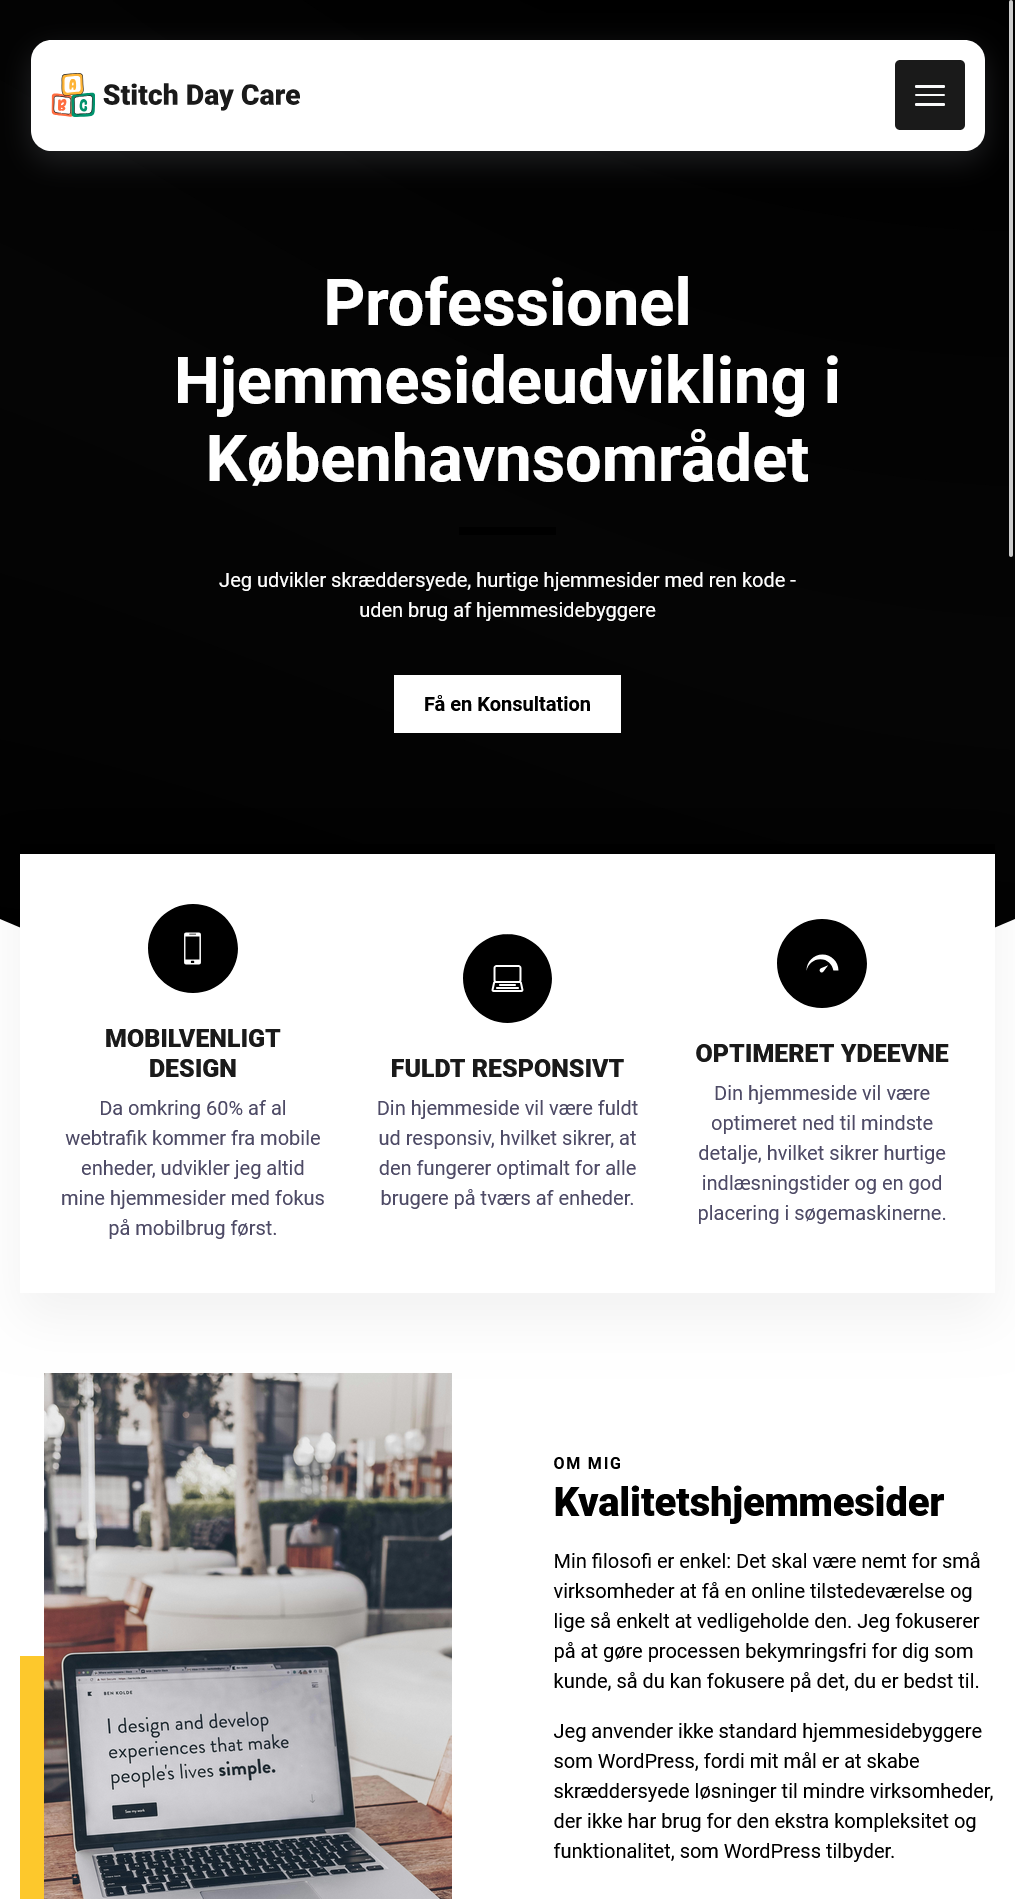 A
B C
Stitch Day Care
Professionel
Hjemmesideudvikling i
Københavnsområdet
Jeg udvikler skræddersyede, hurtige hjemmesider med ren kode -
uden brug af hjemmesidebyggere
Få en Konsultation
MOBILVENLIGT
DESIGN
Da omkring 60% af al
webtrafik kommer fra mobile
enheder, udvikler jeg altid
mine hjemmesider med fokus
på mobilbrug først.
FULDT RESPONSIVT
Din hjemmeside vil være fuldt
ud responsiv, hvilket sikrer, at
den fungerer optimalt for alle
brugere på tværs af enheder.
OPTIMERET YDEEVNE
Din hjemmeside vil være
optimeret ned til mindste
detalje, hvilket sikrer hurtige
indlæsningstider og en god
placering i søgemaskinerne.
BEN KOLDE
I design and develop
experiences that make
people's lives simple.
See my work
OM MIG
Kvalitetshjemmesider
Min filosofi er enkel: Det skal være nemt for små
virksomheder at få en online tilstedeværelse og
lige så enkelt at vedligeholde den. Jeg fokuserer
på at gøre processen bekymringsfri for dig som
kunde, så du kan fokusere på det, du er bedst til.
Jeg anvender ikke standard hjemmesidebyggere
som WordPress, fordi mit mål er at skabe
skræddersyede løsninger til mindre virksomheder,
der ikke har brug for den ekstra kompleksitet og
funktionalitet, som WordPress tilbyder.